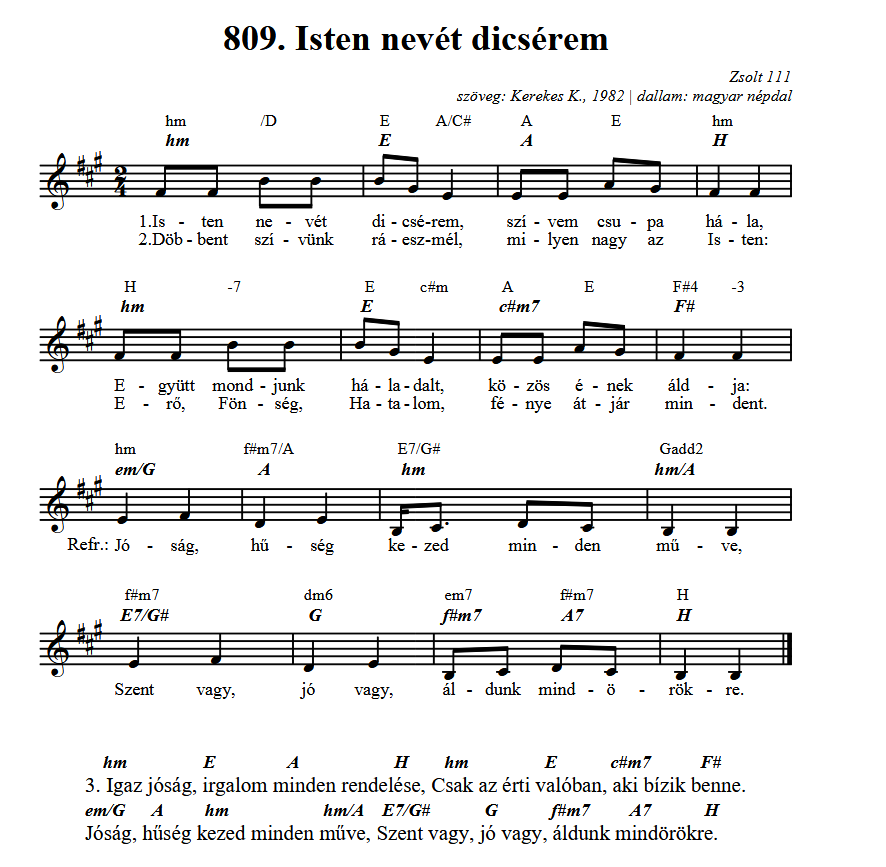 809. Isten nevét dicsérem
Zsolt 111
szöveg: Kerekes K., 1982 | dallam: magyar népdal
hm /D E A/C# A E hm
hm E A H
2/4
1.Is - ten ne - vét di - csé-rem, szí - vem csu - pa há - la,
2.Döb - bent szí - vünk rá - esz-mél, mi - lyen nagy az Is - ten:
H -7 E c#m A E F#4 -3
hm E c#m7 F#
E - gyütt mond - junk há - la - dalt, kö - zös é - nek áld - ja:
E - rő, Fön - ség, Ha - ta - lom, fé - nye át - jár min - dent.
hm f#m7/A E7/G# Gadd2
em/G A hm hm/A
Refr.: Jó - ság, hű - ség ke - zed min - den mű - ve,
f#m7 dm6 em7 f#m7 H
E7/G# G f#m7 A7 H
Szent vagy, jó vagy, ál - dunk mind - ö - rök - re.
hm E A H hm E c#m7 F#
3. Igaz jóság, irgalom minden rendelése, Csak az érti valóban, aki bízik benne.
em/G A hm hm/A E7/G# G f#m7 A7 H
Jóság, hűség kezed minden műve, Szent vagy, jó vagy, áldunk mindörökre.